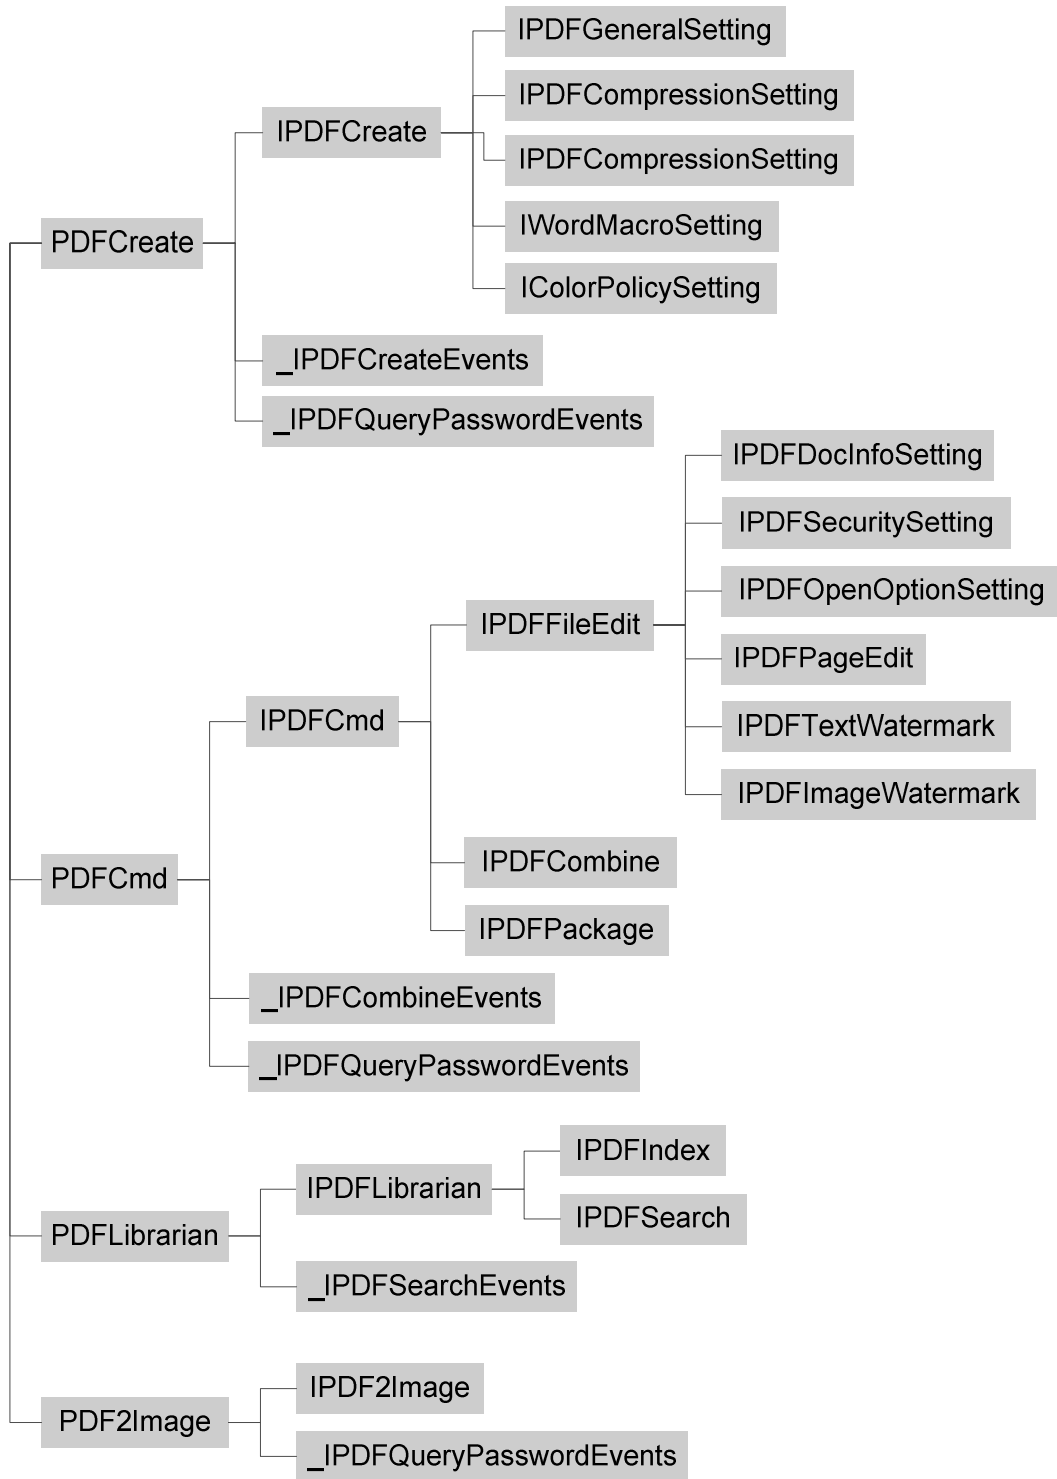 IPDFGeneralSetting
IPDFCompressionSetting
IPDFCreate
IPDFCompressionSetting
IWordMacroSetting
PDFCreate
IColorPolicySetting
_IPDFCreateEvents
_IPDFQueryPasswordEvents
IPDFDocInfoSetting
IPDFSecuritySetting
IPDFOpenOptionSetting
IPDFFileEdit
IPDFPageEdit
IPDFCmd
IPDFTextWatermark
IPDFImageWatermark
IPDFCombine
PDFCmd
IPDFPackage
_IPDFCombineEvents
_IPDFQueryPasswordEvents
IPDFIndex
IPDFLibrarian
IPDFSearch
PDFLibrarian
_IPDFSearchEvents
IPDF2Image
PDF2Image
_IPDFQueryPasswordEvents